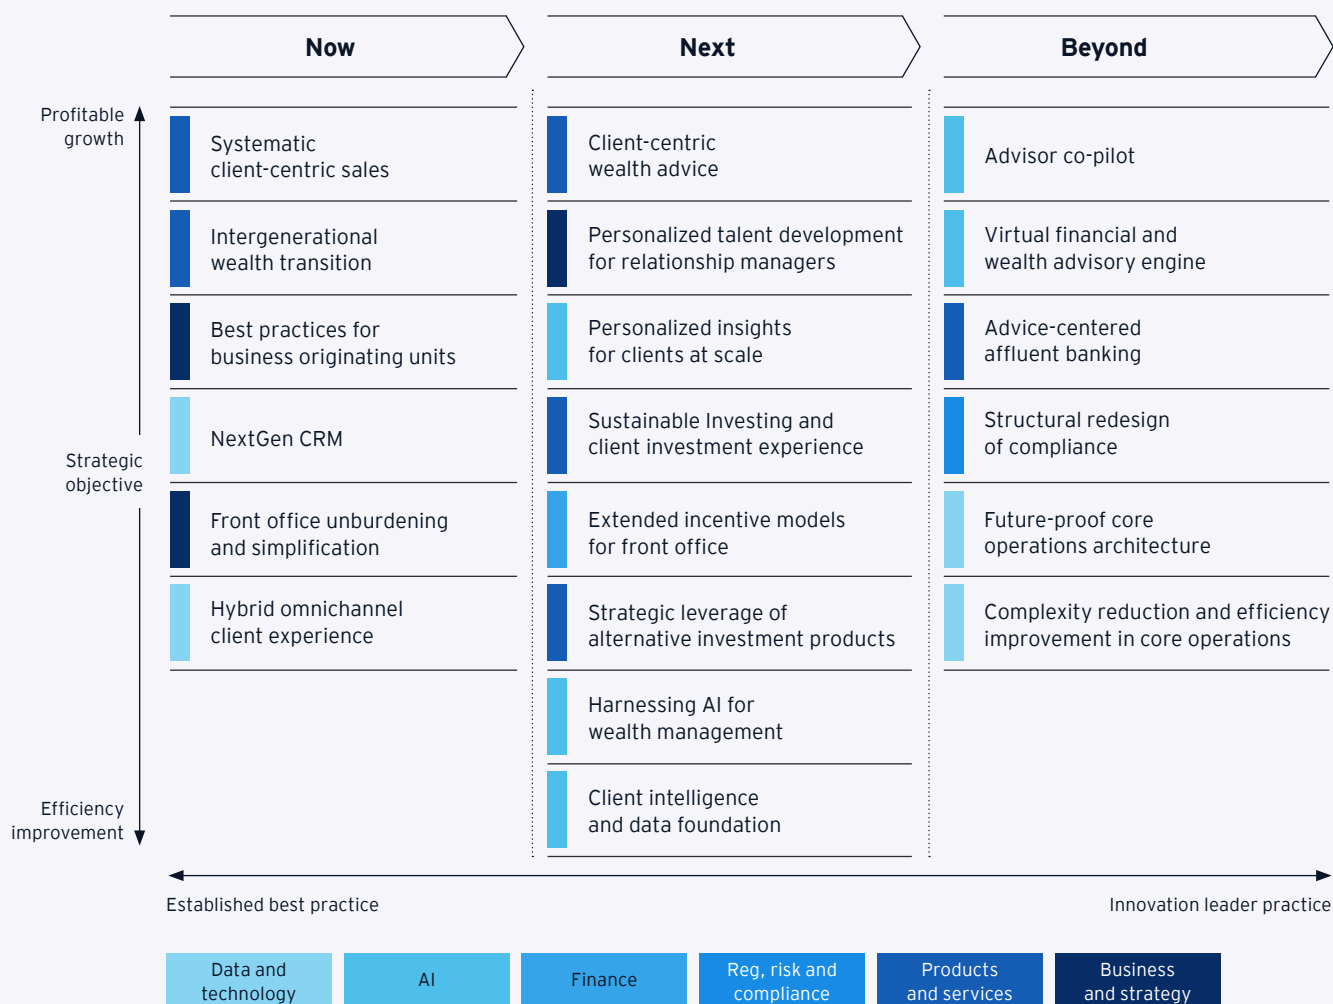 Now
Next
Beyond
Profitable
growth
Strategic
objective
Efficiency
improvement
Systematic
client-centric sales
Intergenerational
wealth transition
Best practices for
business originating units
NextGen CRM
Front office unburdening
and simplification
Hybrid omnichannel
client experience
Client-centric
wealth advice
Personalized talent development
for relationship managers
Personalized insights
for clients at scale
Sustainable Investing and
client investment experience
Extended incentive models
for front office
Strategic leverage of
alternative investment products
Harnessing AI for
wealth management
Client intelligence
and data foundation
Advisor co-pilot
Virtual financial and
wealth advisory engine
Advice-centered
affluent banking
Structural redesign
of compliance
Future-proof core
operations architecture
Complexity reduction and efficiency
improvement in core operations
Established best practice
Innovation leader practice
Data and
technology
AI
Finance
Reg, risk and
compliance
Products
and services
Business
and strategy